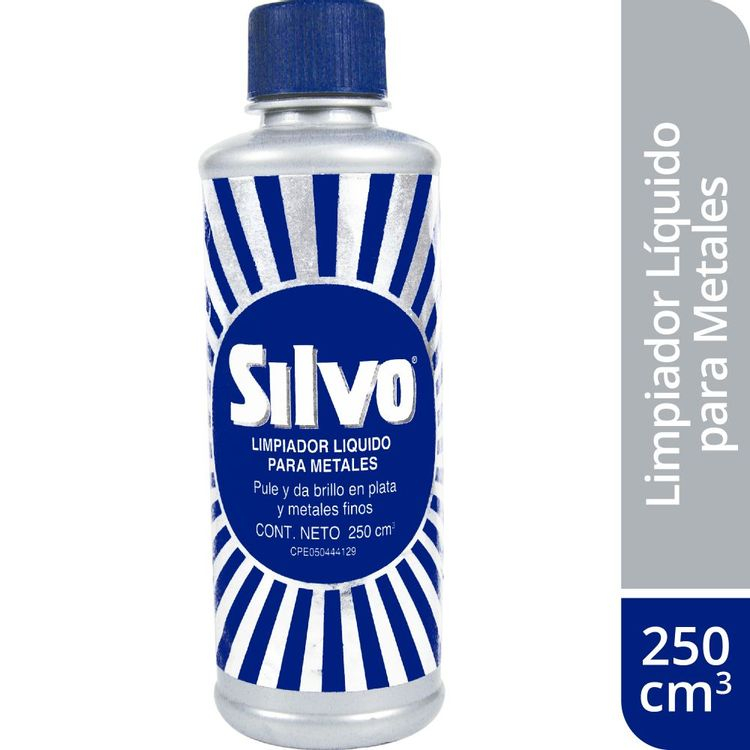 Silvo®
LIMPIADOR LIQUIDO
PARA METALES
Pule y da brillo en plata
y metales finos
CONT. NETO 250 cm³
CPE050444129
Limpiador Líquido
para Metales
250
cm³